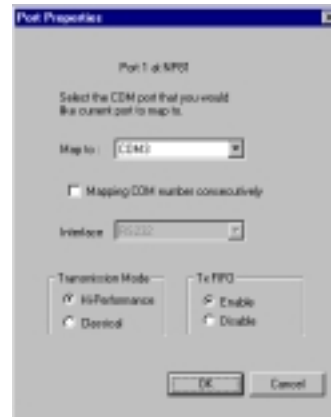 Port Properties
Port 1 at NP81
Select the COM port that you would
like current port to map to.
Map to : COM3
Mapping COM number consecutively
Interface RS232
Transmission Mode
Hi-Performance
Classical
Tx FIFO
Enable
Disable
OK
Cancel